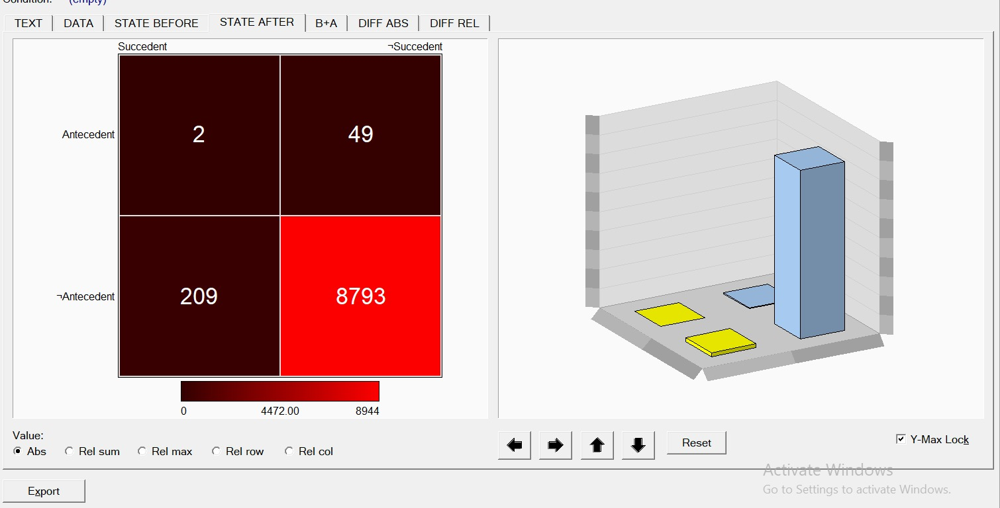 Condition: (empty)
TEXT DATA STATE BEFORE STATE AFTER B+A DIFF ABS DIFF REL
Succedent ¬Succedent
Antecedent 2 49
¬Antecedent 209 8793
0 4472.00 8944
Value:
Abs Rel sum Rel max Rel row Rel col
Reset
Y-Max Lock
Activate Windows
Go to Settings to activate Windows.
Export